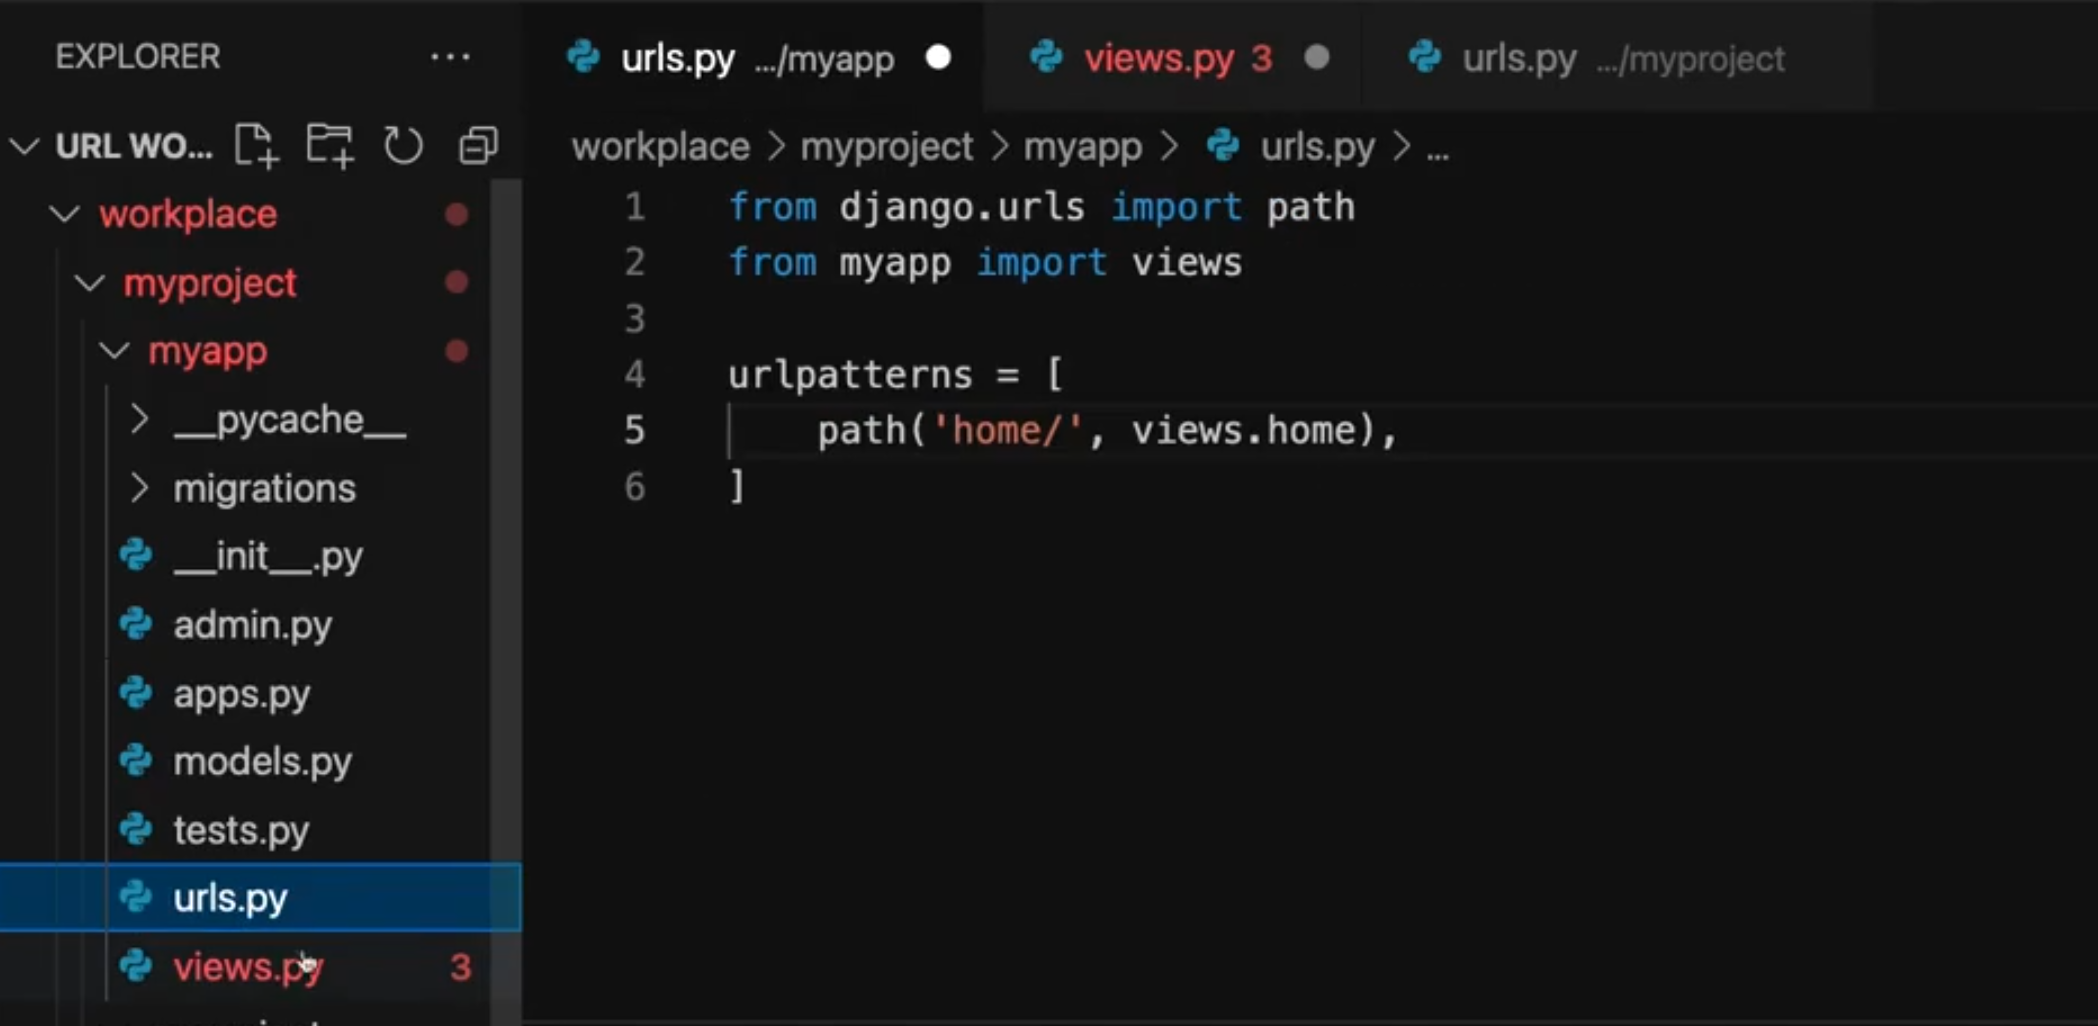 EXPLORER ...
URL WO...
workplace
myproject
myapp
__pycache__
migrations
__init__.py
admin.py
apps.py
models.py
tests.py
urls.py
views.py 3
urls.py .../myapp
views.py 3
urls.py .../myproject
workplace > myproject > myapp > urls.py > ...
1 from django.urls import path
2 from myapp import views
3
4 urlpatterns = [
5     path('home/', views.home),
6 ]